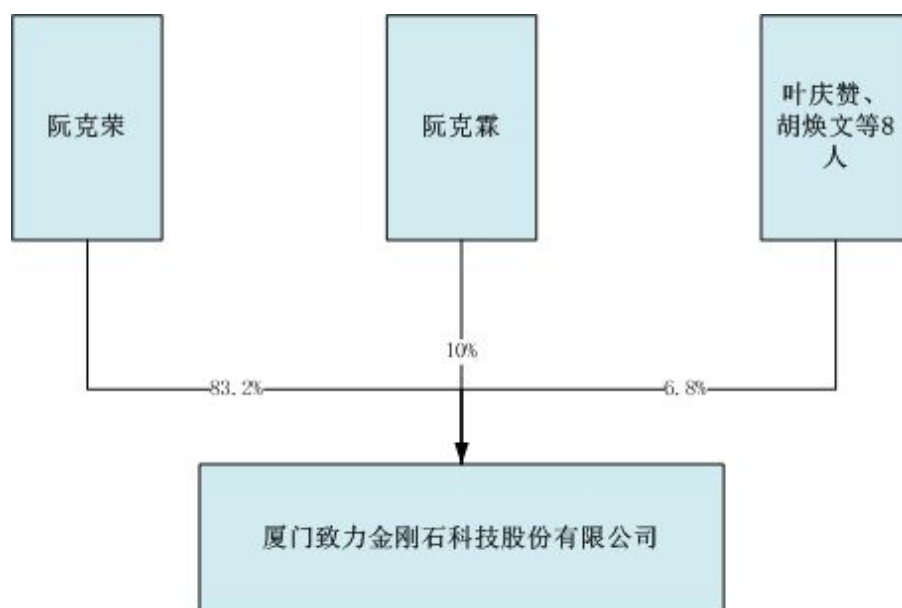 阮克荣
阮克霖
叶庆赞、
胡焕文等8
人
10%
83.2%
6.8%
厦门致力金刚石科技股份有限公司